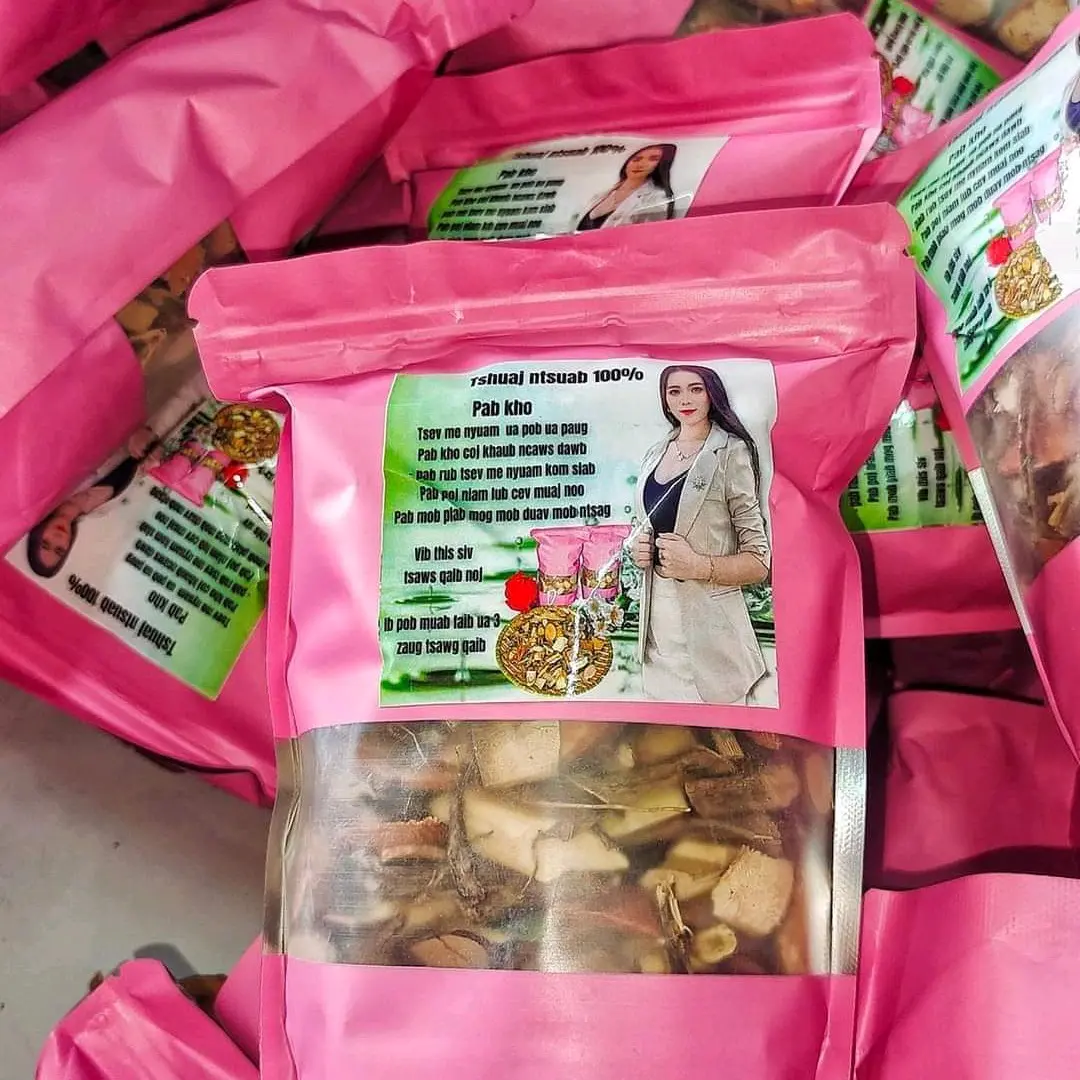 Tshuaj ntsuab 100%
Pab kho
Tsev me nyuam ua pob ua paug
Pab kho coj khaub ncaws dawb
pab rub tsev me nyuam kom siab
Pab poj niam lub cev muaj noo
Pab mob plab mog mob duav mob ntsag
Vib this siv
tsaws qaib noj
ib pob muab faib ua 3
zaug tsawg qaib